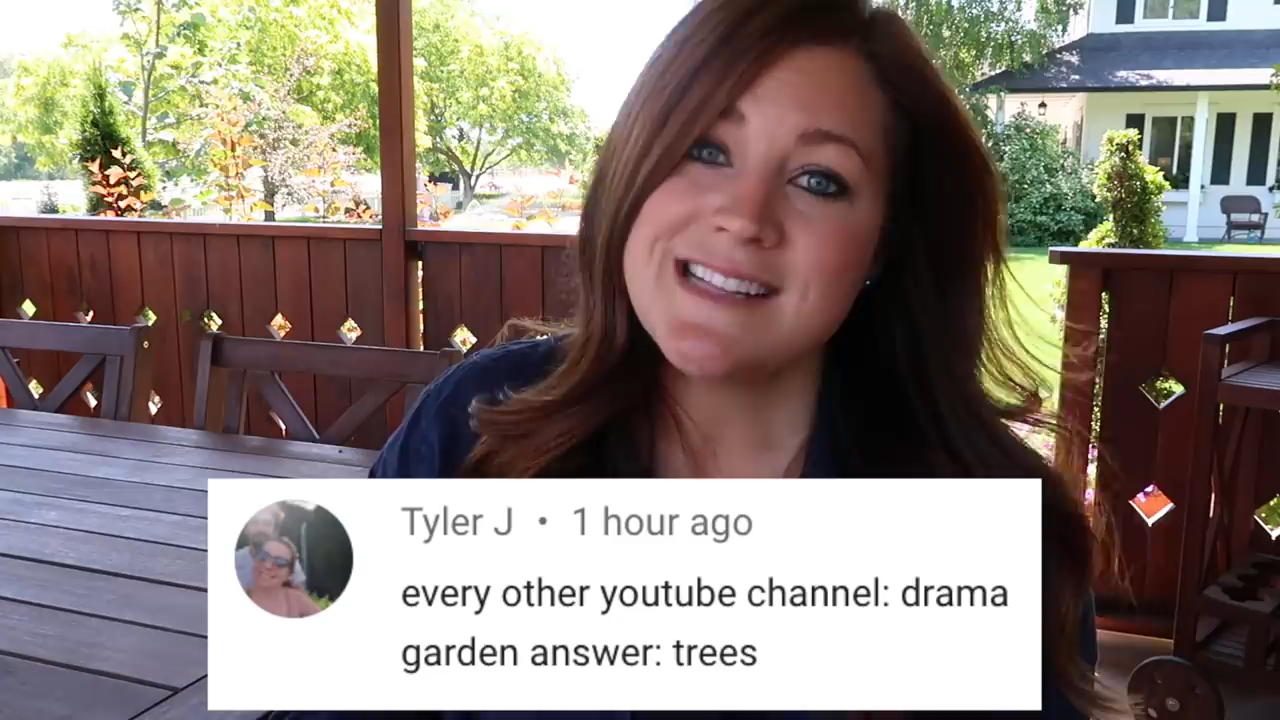 Tyler J • 1 hour ago
every other youtube channel: drama
garden answer: trees